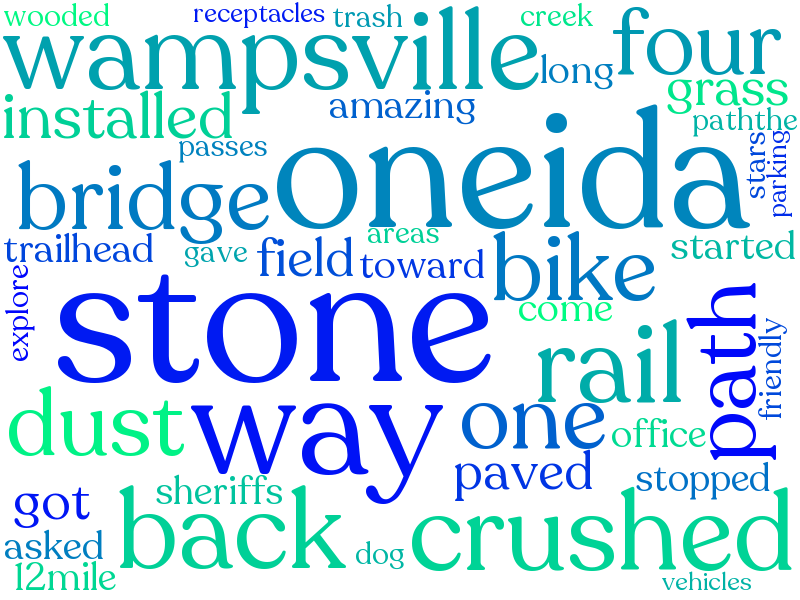 wooded receptacles trash creek
wampsville long four
installed amazing grass
paththe
passes stars parking
bridge oneida
trailhead gave areas started
field toward bike
explore come
stone path friendly
rail
dust way one office
paved stopped
got sheriffs
back crushed
asked dog
12mile vehicles